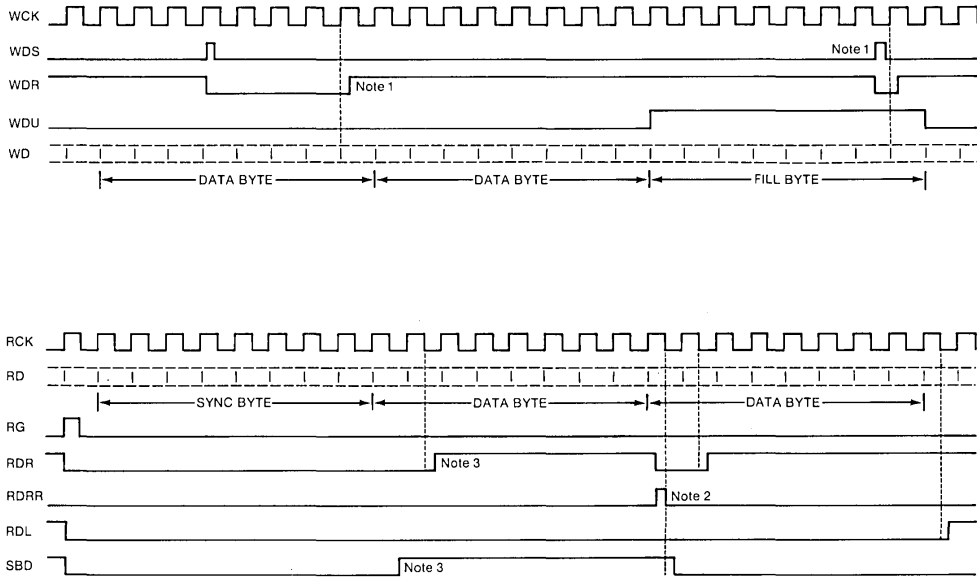 WCK
WDS
Note 1
WDR
Note 1
WDU
WD
DATA BYTE
DATA BYTE
FILL BYTE
RCK
RD
SYNC BYTE
DATA BYTE
DATA BYTE
RG
RDR
Note 3
RDRR
Note 2
RDL
SBD
Note 3